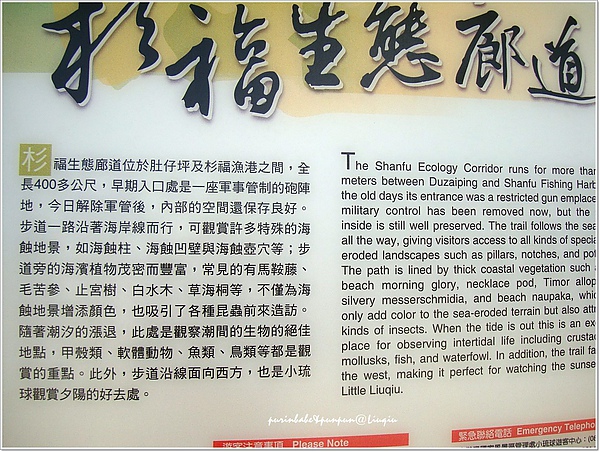 杉福生態廊道
杉福生態廊道位於肚仔坪及杉福漁港之間，全
長400多公尺，早期入口處是一座軍事管制的砲陣
地，今日解除軍管後，內部的空間還保存良好。
步道一路沿著海岸線而行，可觀賞許多特殊的海
蝕地景，如海蝕柱、海蝕凹壁與海蝕壺穴等；步
道旁的海濱植物茂密而豐富，常見的有馬鞍藤、
毛苦參、止宮樹、白水木、草海桐等，不僅為海
蝕地景增添顏色，也吸引了各種昆蟲前來造訪。
隨著潮汐的漲退，此處是觀察潮間的生物的絕佳
地點，甲殼類、軟體動物、魚類、鳥類等都是觀
賞的重點。此外，步道沿線面向西方，也是小琉
球觀賞夕陽的好去處。
The Shanfu Ecology Corridor runs for more than
meters between Duzaiping and Shanfu Fishing Harb
the old days its entrance was a restricted gun emplace
military control has been removed now, but the
inside is still well preserved. The trail follows the sea
all the way, giving visitors access to all kinds of specia
eroded landscapes such as pillars, notches, and pot
The path is lined by thick coastal vegetation such
beach morning glory, necklace pod, Timor allop
silvery messerschmidia, and beach naupaka, whic
only add color to the sea-eroded terrain but also attr
kinds of insects. When the tide is out this is an exc
place for observing intertidal life including crustac
mollusks, fish, and waterfowl. In addition, the trail fa
the west, making it perfect for watching the sunse
Little Liuqiu.
purinbabe&punpun@Liuqiu
遊客注意事項 Please Note
緊急聯絡電話 Emergency Telepho